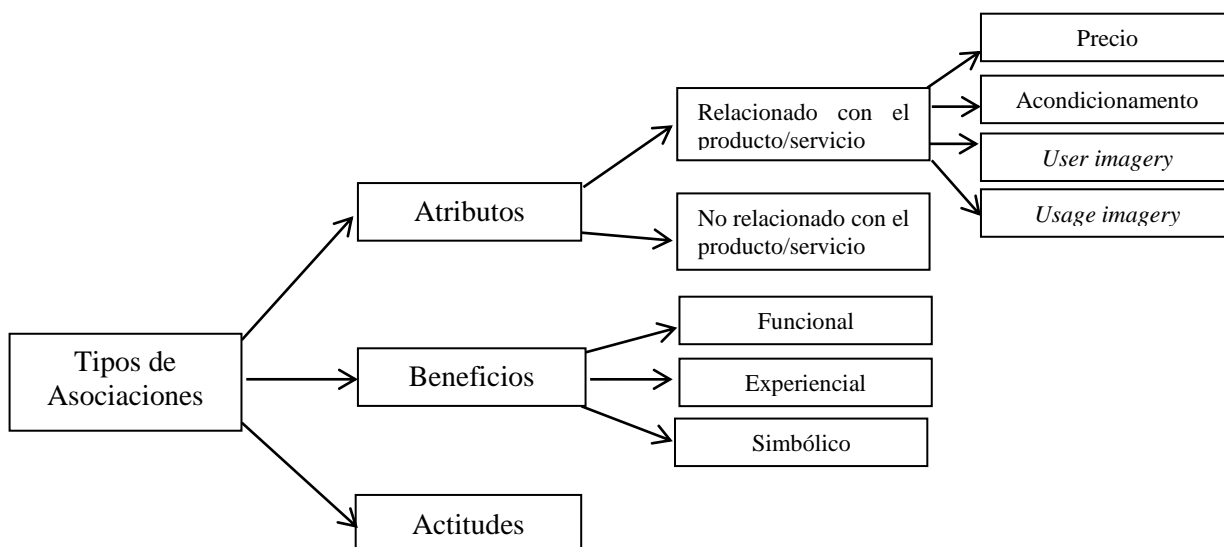 Precio
Relacionado con el
producto/servicio
Acondicionamento
User imagery
Usage imagery
Atributos
No relacionado con el
producto/servicio
Tipos de
Asociaciones
Beneficios
Funcional
Experiencial
Simbólico
Actitudes